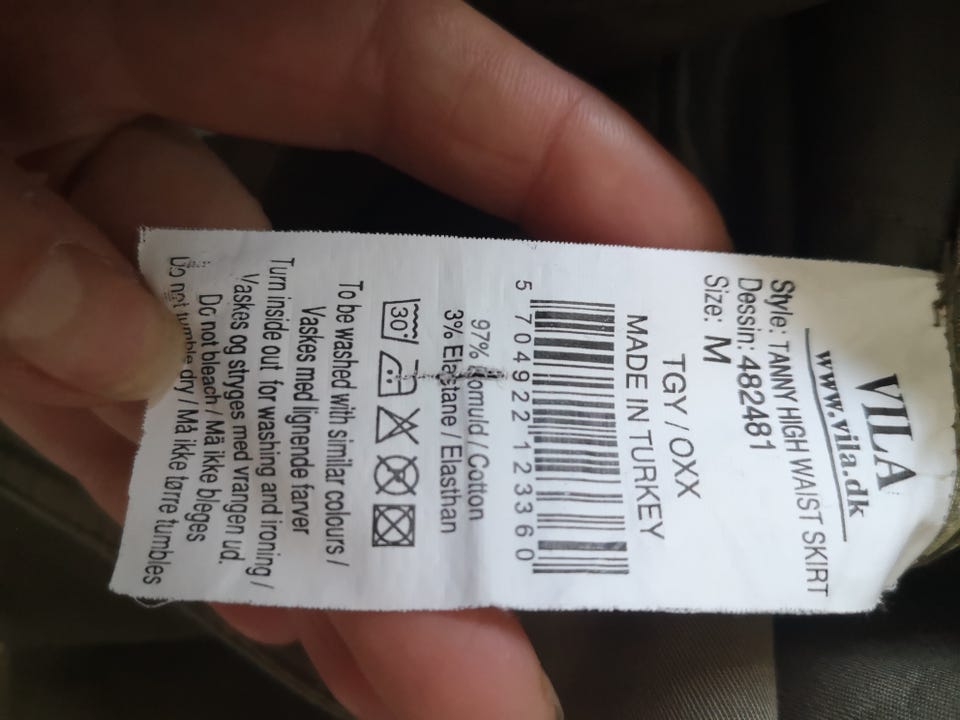 VILA
www.vila.dk
Style: TANNY HIGH WAIST SKIRT
Dessin: 482481
Size: M
TGY / OXX
MADE IN TURKEY
5 704922 123360
97% Bomuld / Cotton
3% Elastane / Elasthan
30
To be washed with similar colours /
Vaskes med lignende farver
Turn inside out for washing and ironing /
Vaskes og stryges med vrangen ud.
Do not bleach / Må ikke bleges
Do not tumble dry / Må ikke tørre tumbles